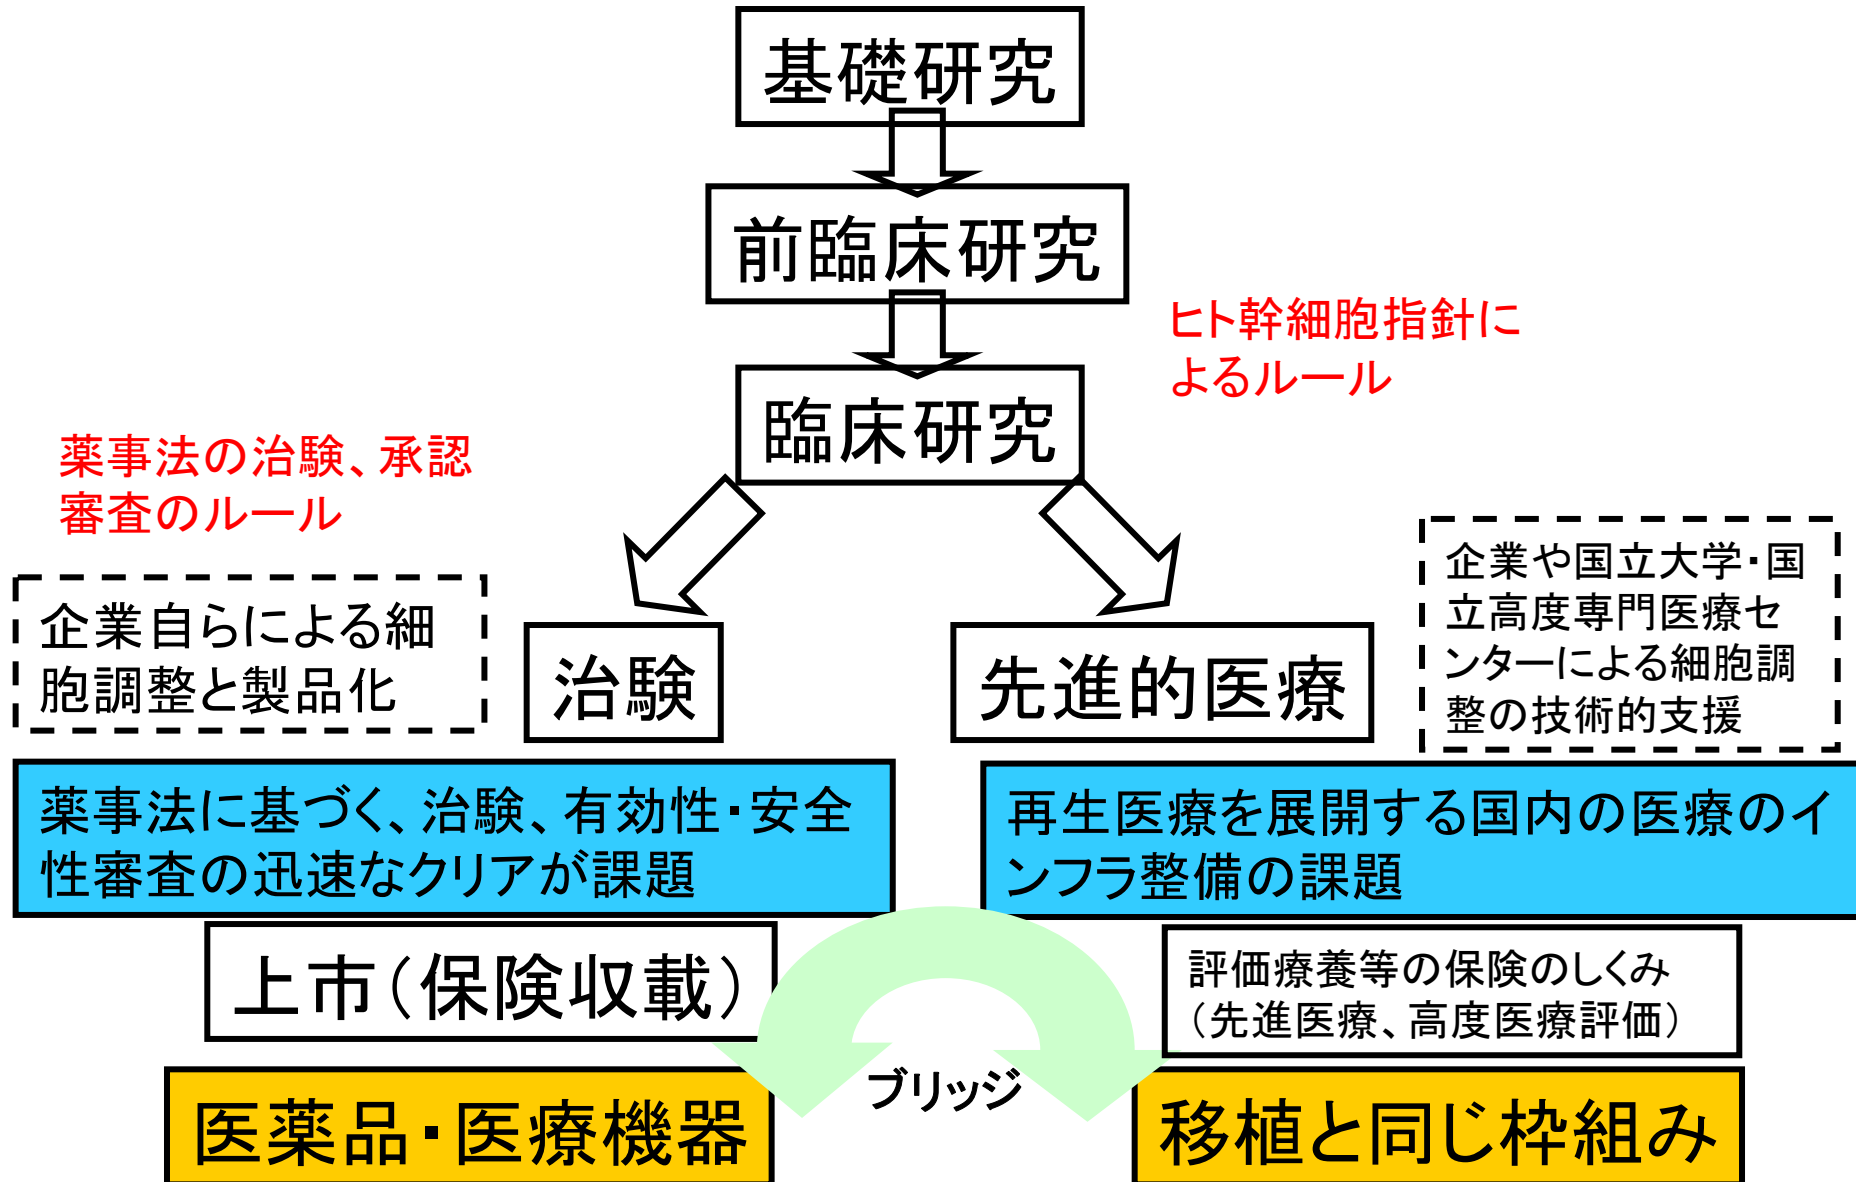 基礎研究
前臨床研究
ヒト幹細胞指針に
よるルール
臨床研究
薬事法の治験、承認
審査のルール
企業自らによる細
胞調整と製品化
治験
先進的医療
企業や国立大学・国
立高度専門医療セ
ンターによる細胞調
整の技術的支援
薬事法に基づく、治験、有効性・安全
性審査の迅速なクリアが課題
再生医療を展開する国内の医療のイ
ンフラ整備の課題
上市(保険収載)
評価療養等の保険のしくみ
(先進医療、高度医療評価)
ブリッジ
医薬品・医療機器
移植と同じ枠組み